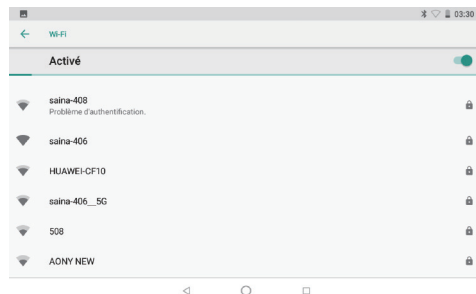 03:30
Wi-Fi
Activé
saina-408
Problème d'authentification.
saina-406
HUAWEI-CF10
saina-406__5G
508
AONY NEW